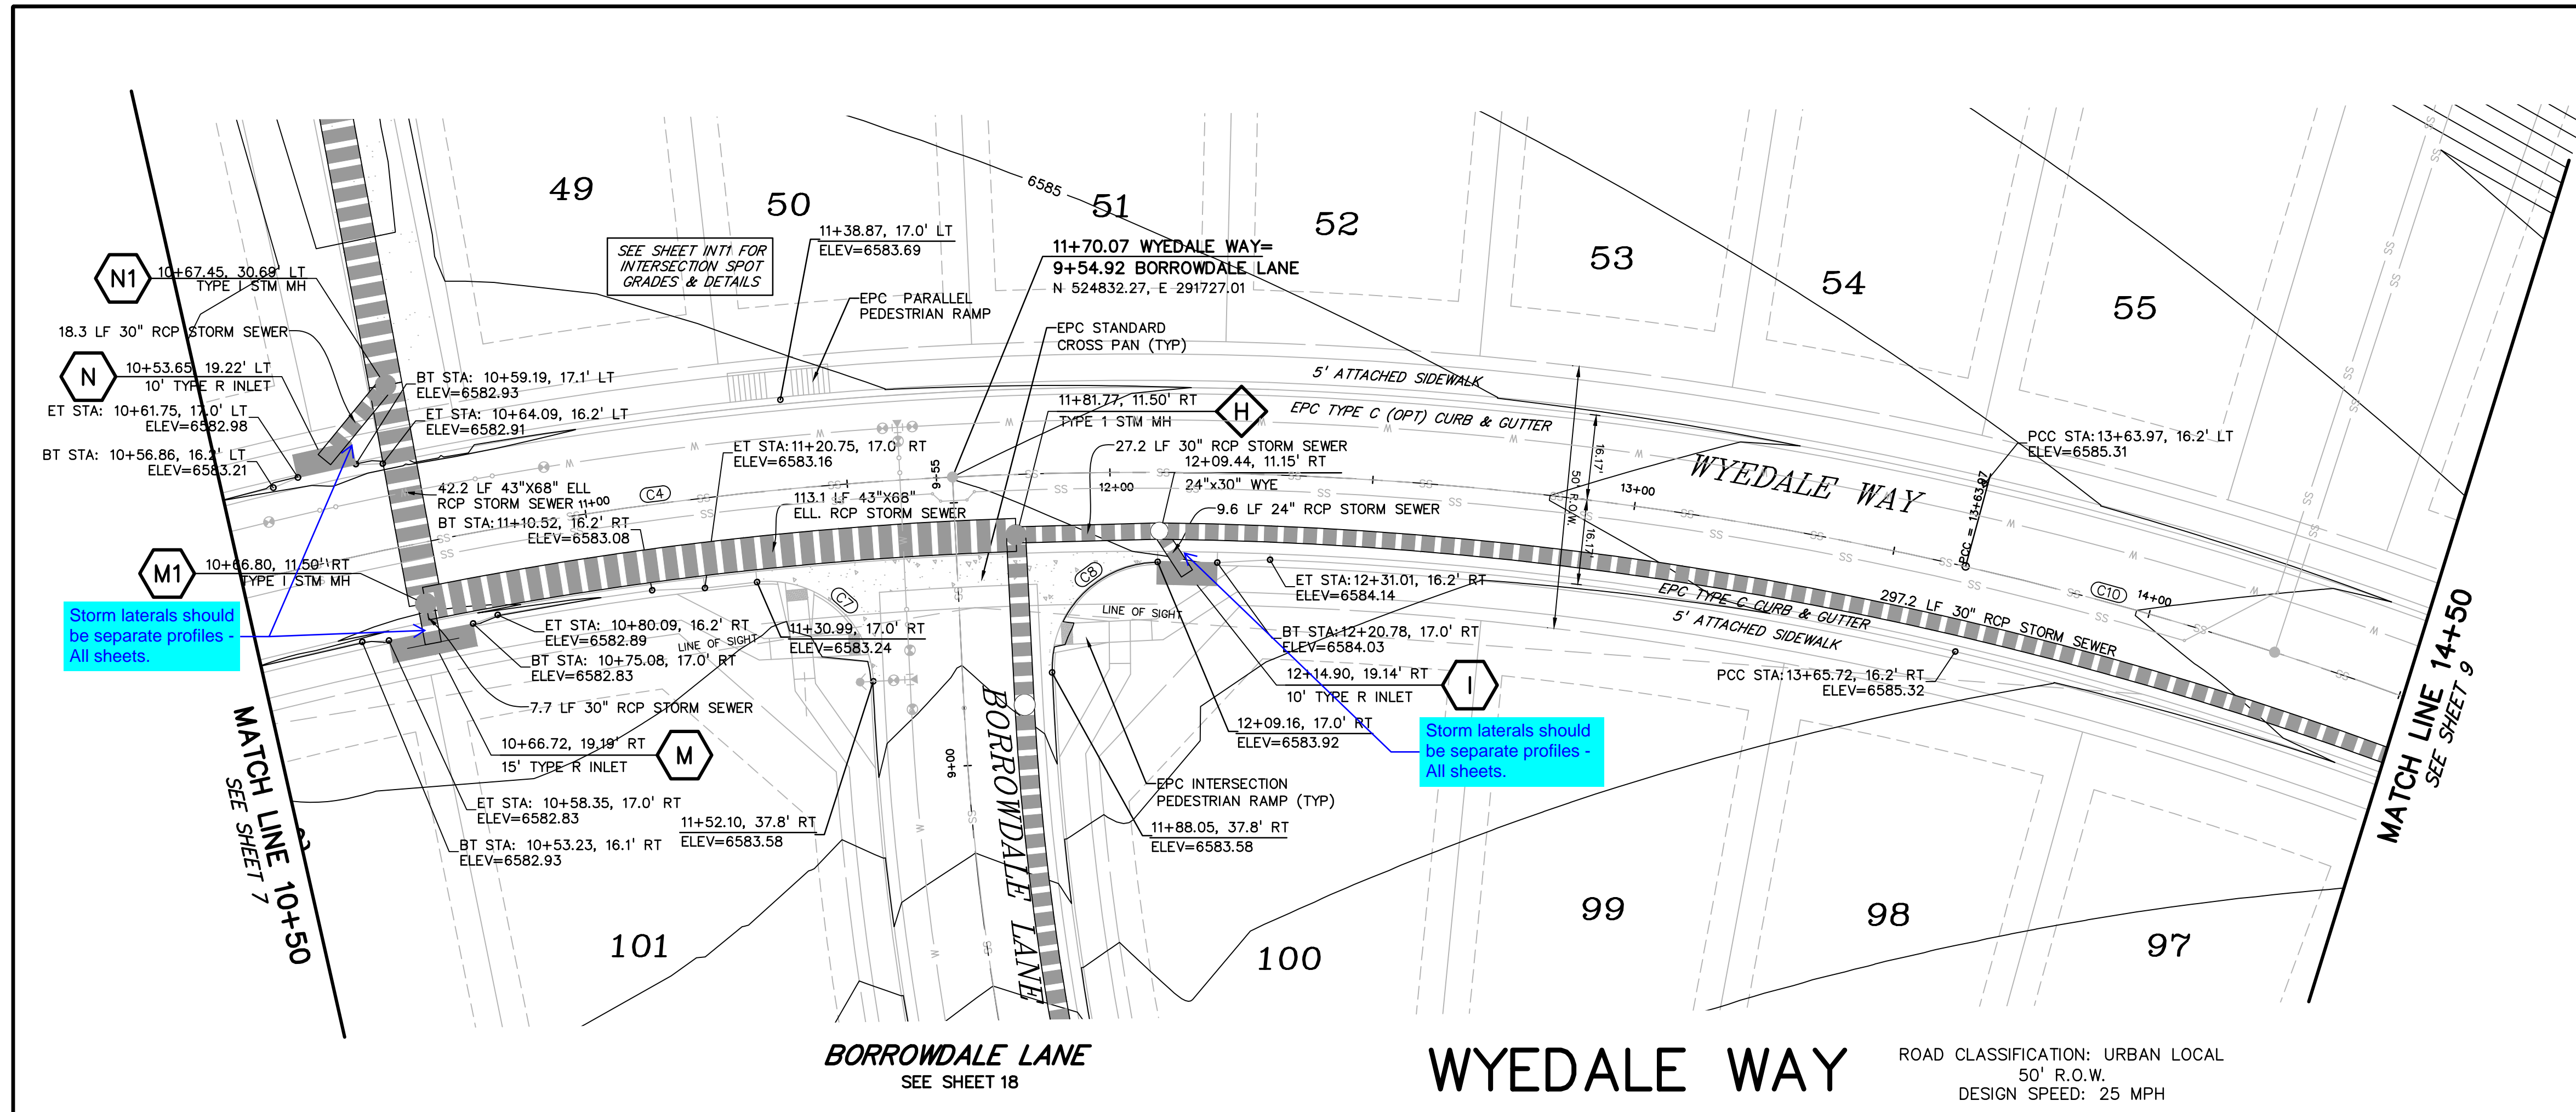 49
50
51
52
53
54
55
6585
SEE SHEET INT1 FOR
INTERSECTION SPOT
GRADES & DETAILS
11+38.87, 17.0' LT
ELEV=6583.69
11+70.07 WYEDALE WAY=
9+54.92 BORROWDALE LANE
N 524832.27, E 291727.01
EPC PARALLEL
PEDESTRIAN RAMP
EPC STANDARD
CROSS PAN (TYP)
N1
10+67.45, 30.69' LT
TYPE I STM MH
18.3 LF 30" RCP STORM SEWER
N
10+53.65, 19.22' LT
10' TYPE R INLET
ET STA: 10+61.75, 17.0' LT
ELEV=6582.98
BT STA: 10+56.86, 16.2' LT
ELEV=6583.21
BT STA: 10+59.19, 17.1' LT
ELEV=6582.93
ET STA: 10+64.09, 16.2' LT
ELEV=6582.91
5' ATTACHED SIDEWALK
EPC TYPE C (OPT) CURB & GUTTER
11+81.77, 11.50' RT
TYPE 1 STM MH
H
27.2 LF 30" RCP STORM SEWER
12+09.44, 11.15' RT
24"x30" WYE
9.6 LF 24" RCP STORM SEWER
ET STA:11+20.75, 17.0' RT
ELEV=6583.16
42.2 LF 43"X68" ELL
RCP STORM SEWER
11+00
C4
113.1 LF 43"X68"
ELL. RCP STORM SEWER
BT STA:11+10.52, 16.2' RT
ELEV=6583.08
9+55
12+00
13+00
50' R.O.W.
16.17'
16.17'
WYEDALE WAY
PCC STA:13+63.97, 16.2' LT
ELEV=6585.31
PCC = 13+63.97
C10
14+00
M1
10+66.80, 11.50' RT
TYPE I STM MH
Storm laterals should
be separate profiles -
All sheets.
ET STA: 10+80.09, 16.2' RT
ELEV=6582.89
BT STA: 10+75.08, 17.0' RT
ELEV=6582.83
LINE OF SIGHT
7.7 LF 30" RCP STORM SEWER
C7
C8
LINE OF SIGHT
11+30.99, 17.0' RT
ELEV=6583.24
ET STA:12+31.01, 16.2' RT
ELEV=6584.14
BT STA:12+20.78, 17.0' RT
ELEV=6584.03
12+14.90, 19.14' RT
10' TYPE R INLET
I
12+09.16, 17.0' RT
ELEV=6583.92
Storm laterals should
be separate profiles -
All sheets.
EPC TYPE C CURB & GUTTER
5' ATTACHED SIDEWALK
297.2 LF 30" RCP STORM SEWER
PCC STA:13+65.72, 16.2' RT
ELEV=6585.32
10+66.72, 19.19' RT
15' TYPE R INLET
M
ET STA: 10+58.35, 17.0' RT
ELEV=6582.83
BT STA: 10+53.23, 16.1' RT
ELEV=6582.93
11+52.10, 37.8' RT
ELEV=6583.58
9+00
BORROWDALE LANE
EPC INTERSECTION
PEDESTRIAN RAMP (TYP)
11+88.05, 37.8' RT
ELEV=6583.58
MATCH LINE 10+50
SEE SHEET 7
MATCH LINE 14+50
SEE SHEET 9
101
100
99
98
97
BORROWDALE LANE
SEE SHEET 18
WYEDALE WAY
ROAD CLASSIFICATION: URBAN LOCAL
50' R.O.W.
DESIGN SPEED: 25 MPH